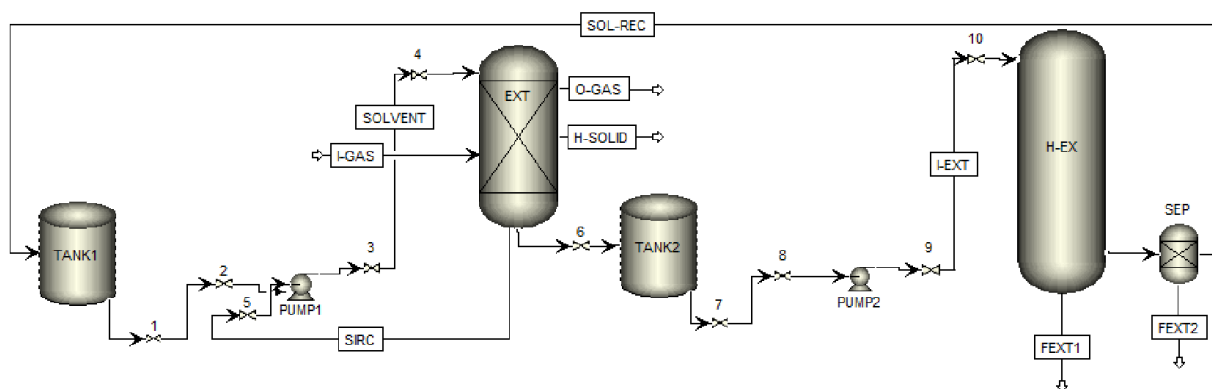 SOL-REC
4
10
EXT
O-GAS
SOLVENT
H-SOLID
I-GAS
I-EXT
H-EX
SEP
TANK1
2
3
6
TANK2
8
9
5
PUMP1
PUMP2
1
7
SIRC
FEXT1
FEXT2